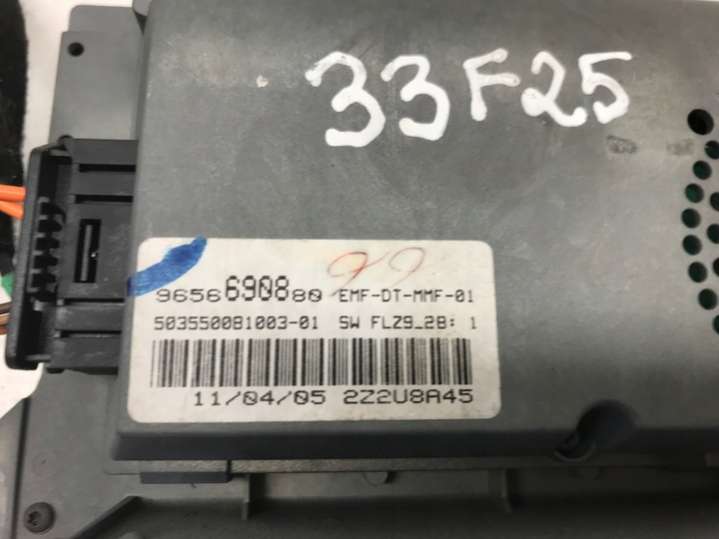 33F25
9656690880 EMF-DT-MMF-01
503550081003-01 SW FLZ9_2B: 1
11/04/05 2Z2U8A45